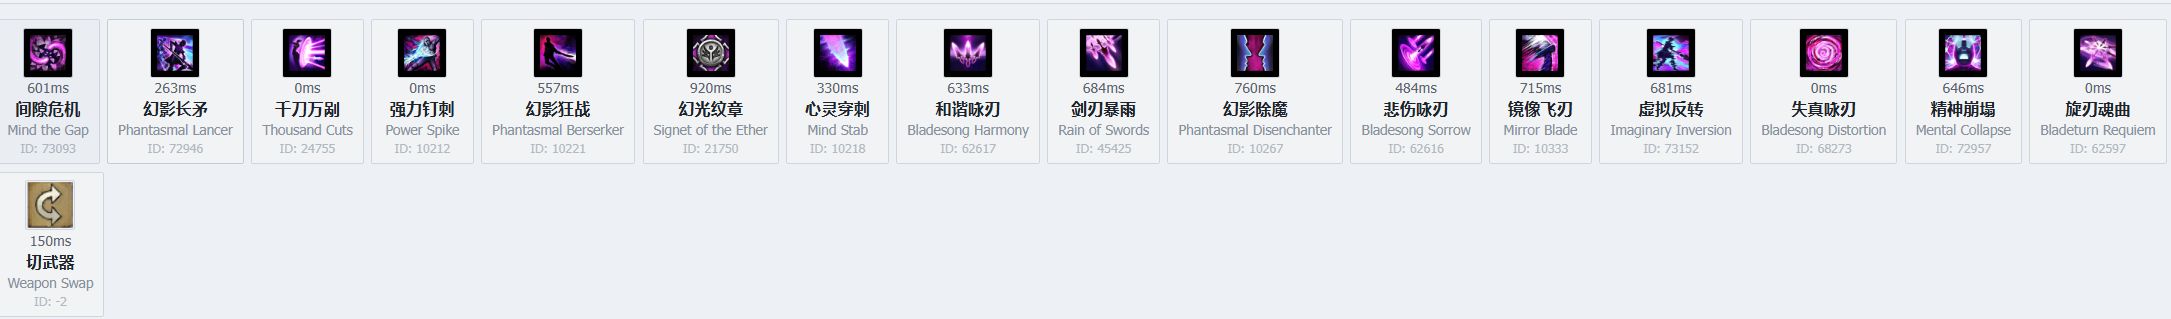 601ms
间隙危机
Mind the Gap
ID: 73093
263ms
幻影长矛
Phantasmal Lancer
ID: 72946
0ms
千刀万剐
Thousand Cuts
ID: 24755
0ms
强力钉刺
Power Spike
ID: 10212
557ms
幻影狂战
Phantasmal Berserker
ID: 10221
920ms
幻光纹章
Signet of the Ether
ID: 21750
330ms
心灵穿刺
Mind Stab
ID: 10218
633ms
和谐咏刃
Bladesong Harmony
ID: 62617
684ms
剑刃暴雨
Rain of Swords
ID: 45425
760ms
幻影除魔
Phantasmal Disenchanter
ID: 10267
484ms
悲伤咏刃
Bladesong Sorrow
ID: 62616
715ms
镜像飞刃
Mirror Blade
ID: 10333
681ms
虚拟反转
Imaginary Inversion
ID: 73152
0ms
失真咏刃
Bladesong Distortion
ID: 68273
646ms
精神崩塌
Mental Collapse
ID: 72957
0ms
旋刃魂曲
Bladeturn Requiem
ID: 62597
150ms
切武器
Weapon Swap
ID: -2